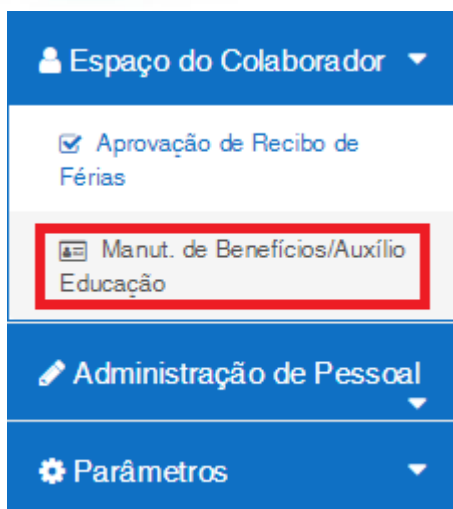 Espaço do Colaborador
Aprovação de Recibo de
Férias
Manut. de Benefícios/Auxílio
Educação
Administração de Pessoal
Parâmetros